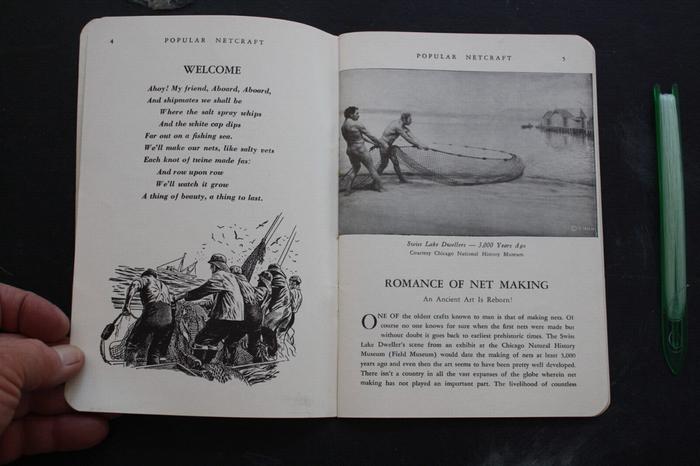 4
POPULAR NETCRAFT
WELCOME
Ahoy! My friend, Aboard, Aboard,
And shipmates we shall be
Where the salt spray whips
And the white cap dips
Far out on a fishing sea.
We'll make our nets, like salty vets
Each knot of twine made fas:
And row upon row
We'll watch it grow
A thing of beauty, a thing to last.
POPULAR NETCRAFT
5
Swiss Lake Dwellers — 3,000 Years Ago
Courtesy Chicago National History Museum
ROMANCE OF NET MAKING
An Ancient Art Is Reborn!
ONE OF the oldest crafts known to man is that of making nets. Of
course no one knows for sure when the first nets were made but
without doubt it goes back to earliest prehistoric times. The Swiss
Lake Dweller's scene from an exhibit at the Chicago Natural History
Museum (Field Museum) would date the making of nets at least 3,000
years ago and even then the art seems to have been pretty well developed.
There isn't a country in all the vast expanses of the globe wherein net
making has not played an important part. The livelihood of countless